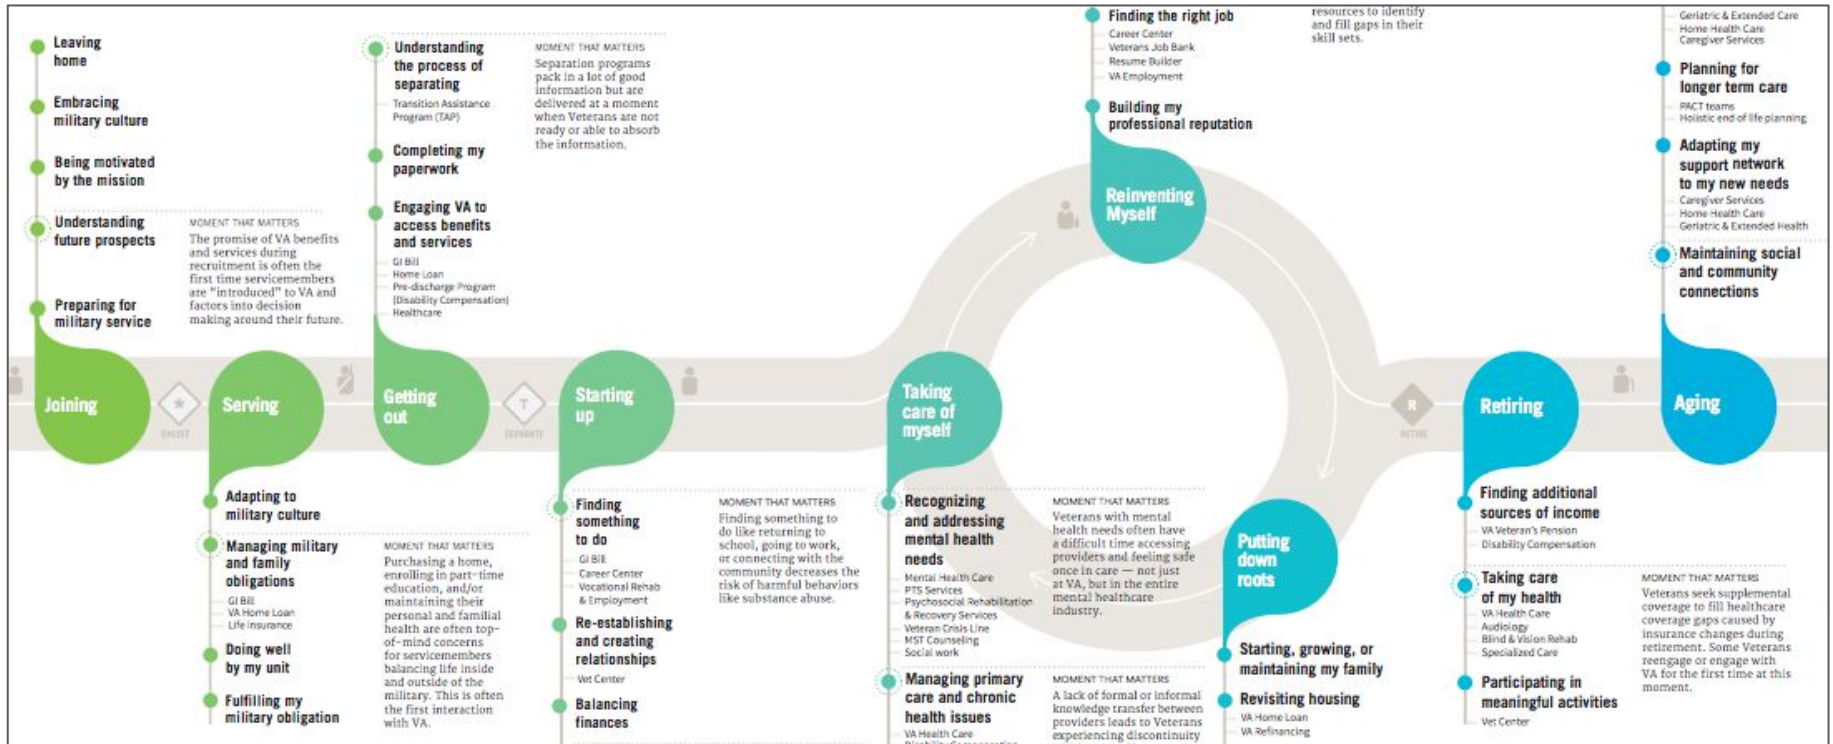 Leaving
home
Embracing
military culture
Being motivated
by the mission
Understanding
future prospects
MOMENT THAT MATTERS
The promise of VA benefits
and services during
recruitment is often the
first time servicemembers
are "introduced" to VA and
factors into decision
making around their future.
Preparing for
military service
Joining
ENLIST
Serving
Adapting to
military culture
Managing military
and family
obligations
GI Bill
VA Home Loan
Life Insurance
MOMENT THAT MATTERS
Purchasing a home,
enrolling in part-time
education, and/or
maintaining their
personal and familial
health are often top-
of-mind concerns
for servicemembers
balancing life inside
and outside of the
military. This is often
the first interaction
with VA.
Doing well
by my unit
Fulfilling my
military obligation
Understanding
the process of
separating
Transition Assistance
Program (TAP)
MOMENT THAT MATTERS
Separation programs
pack in a lot of good
information but are
delivered at a moment
when Veterans are not
ready or able to absorb
the information.
Completing my
paperwork
Engaging VA to
access benefits
and services
GI Bill
Home Loan
Pre-discharge Program
(Disability Compensation)
Healthcare
Getting
out
T
SEPARATE
Starting
up
Finding
something
to do
GI Bill
Career Center
Vocational Rehab
& Employment
MOMENT THAT MATTERS
Finding something to
do like returning to
school, going to work,
or connecting with the
community decreases the
risk of harmful behaviors
like substance abuse.
Re-establishing
and creating
relationships
Vet Center
Balancing
finances
Taking
care of
myself
Recognizing
and addressing
mental health
needs
Mental Health Care
PTS Services
Psychosocial Rehabilitation
& Recovery Services
Veteran Crisis Line
MST Counseling
Social work
MOMENT THAT MATTERS
Veterans with mental
health needs often have
a difficult time accessing
providers and feeling safe
once in care — not just
at VA, but in the entire
mental healthcare
industry.
Managing primary
care and chronic
health issues
VA Health Care
MOMENT THAT MATTERS
A lack of formal or informal
knowledge transfer between
providers leads to Veterans
experiencing discontinuity
Finding the right job
Career Center
Veterans Job Bank
Resume Builder
VA Employment
resources to identify
and fill gaps in their
skill sets.
Building my
professional reputation
Reinventing
Myself
Putting
down
roots
Starting, growing, or
maintaining my family
Revisiting housing
VA Home Loan
VA Refinancing
R
RETIRE
Retiring
Finding additional
sources of income
VA Veteran's Pension
Disability Compensation
Taking care
of my health
VA Health Care
Audiology
Blind & Vision Rehab
Specialized Care
MOMENT THAT MATTERS
Veterans seek supplemental
coverage to fill healthcare
coverage gaps caused by
insurance changes during
retirement. Some Veterans
reengage or engage with
VA for the first time at this
moment.
Participating in
meaningful activities
Vet Center
Geriatric & Extended Care
Home Health Care
Caregiver Services
Planning for
longer term care
PACT teams
Holistic end of life planning
Adapting my
support network
to my new needs
Caregiver Services
Home Health Care
Geriatric & Extended Health
Maintaining social
and community
connections
Aging